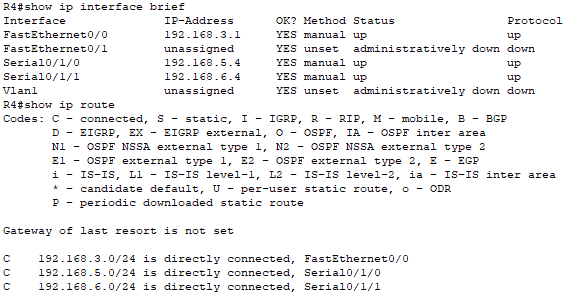 R4#show ip interface brief
Interface              IP-Address      OK? Method Status                Protocol
FastEthernet0/0        192.168.3.1     YES manual up                    up
FastEthernet0/1        unassigned      YES unset  administratively down down
Serial0/1/0            192.168.5.4     YES manual up                    up
Serial0/1/1            192.168.6.4     YES manual up                    up
Vlan1                  unassigned      YES unset  administratively down down
R4#show ip route
Codes: C - connected, S - static, I - IGRP, R - RIP, M - mobile, B - BGP
       D - EIGRP, EX - EIGRP external, O - OSPF, IA - OSPF inter area
       N1 - OSPF NSSA external type 1, N2 - OSPF NSSA external type 2
       E1 - OSPF external type 1, E2 - OSPF external type 2, E - EGP
       i - IS-IS, L1 - IS-IS level-1, L2 - IS-IS level-2, ia - IS-IS inter area
       * - candidate default, U - per-user static route, o - ODR
       P - periodic downloaded static route
Gateway of last resort is not set
C    192.168.3.0/24 is directly connected, FastEthernet0/0
C    192.168.5.0/24 is directly connected, Serial0/1/0
C    192.168.6.0/24 is directly connected, Serial0/1/1